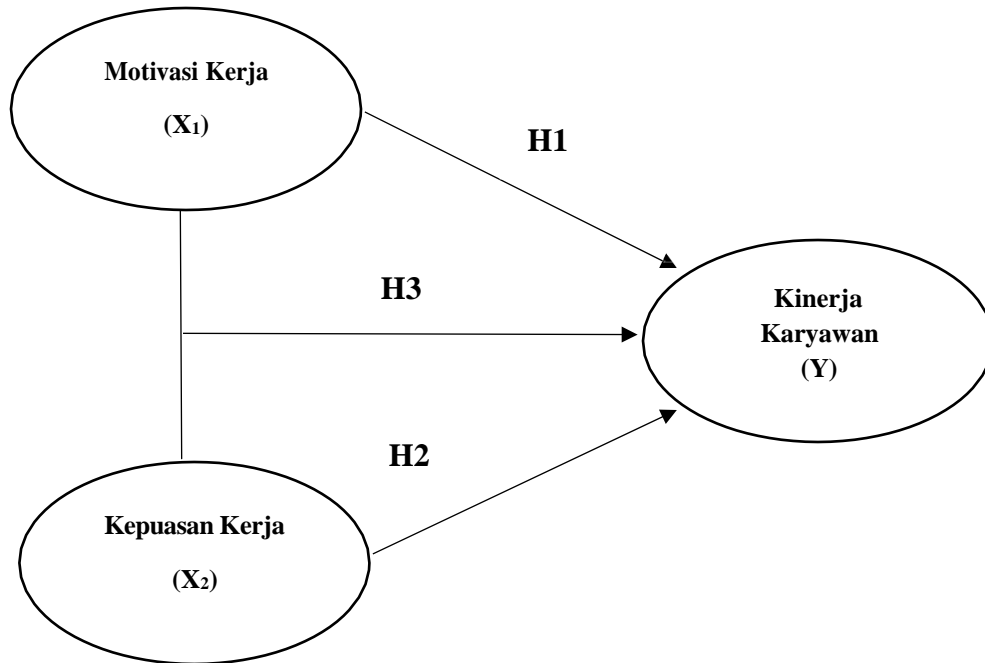 Motivasi Kerja
(X₁)
H1
H3
Kinerja
Karyawan
(Y)
H2
Kepuasan Kerja
(X₂)